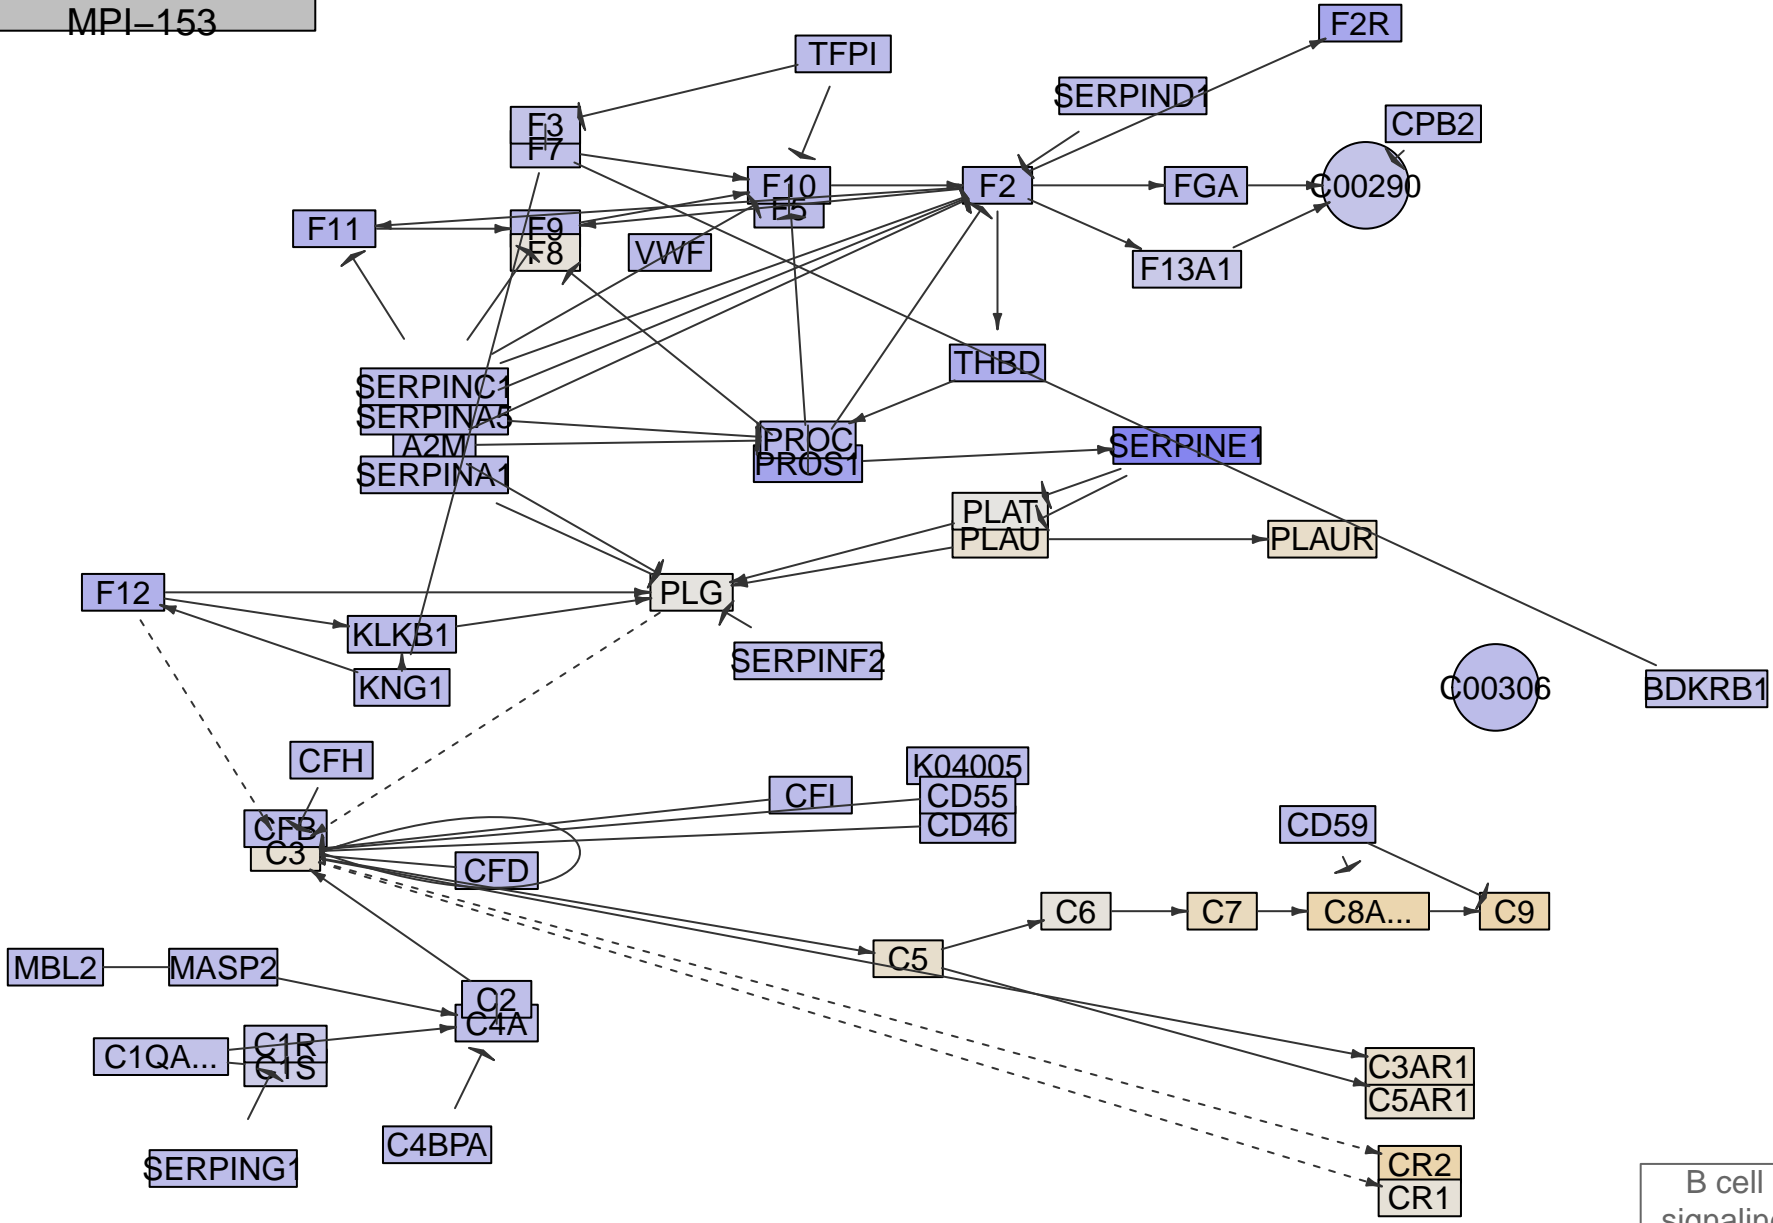 MPI–153
F2R
TFPI
SERPIND1
CPB2
F3
F7
F10
F5
F2
FGA
C00290
F11
F9
F8
VWF
F13A1
THBD
SERPINC1
SERPINA5
A2M
SERPINA1
PROC
PROS1
SERPINE1
PLAT
PLAU
PLAUR
F12
PLG
KLKB1
KNG1
SERPINF2
C00306
BDKRB1
CFH
K04005
CFI
CD55
CD46
CFB
C3
CFD
CD59
C6
C7
C8A...
C9
C5
MBL2
MASP2
C2
C4A
C1QA...
C1R
C1S
C3AR1
C5AR1
C4BPA
SERPING1
CR2
CR1
B cell
signaling